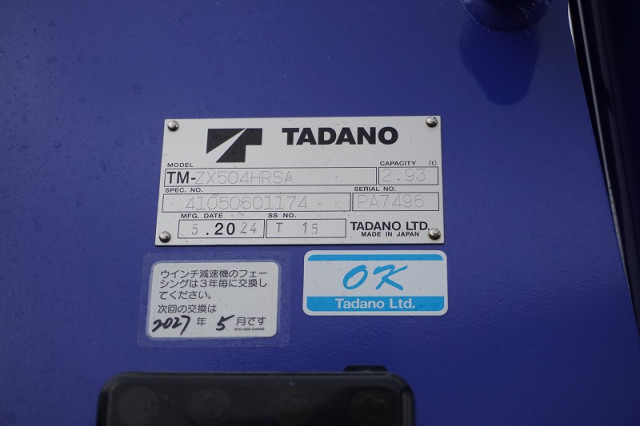 TADANO
MODEL CAPACITY (t)
TM-ZX504HRSA 2.93
SPEC. NO. SERIAL NO.
41050601174 PA7496
MFG. DATE SS NO.
5.2024 T 15 TADANO LTD.
MADE IN JAPAN
ウインチ減速機のフェー
シングは3年毎に交換し
てください。
次回の交換は
2027年 5月です
OK
Tadano Ltd.